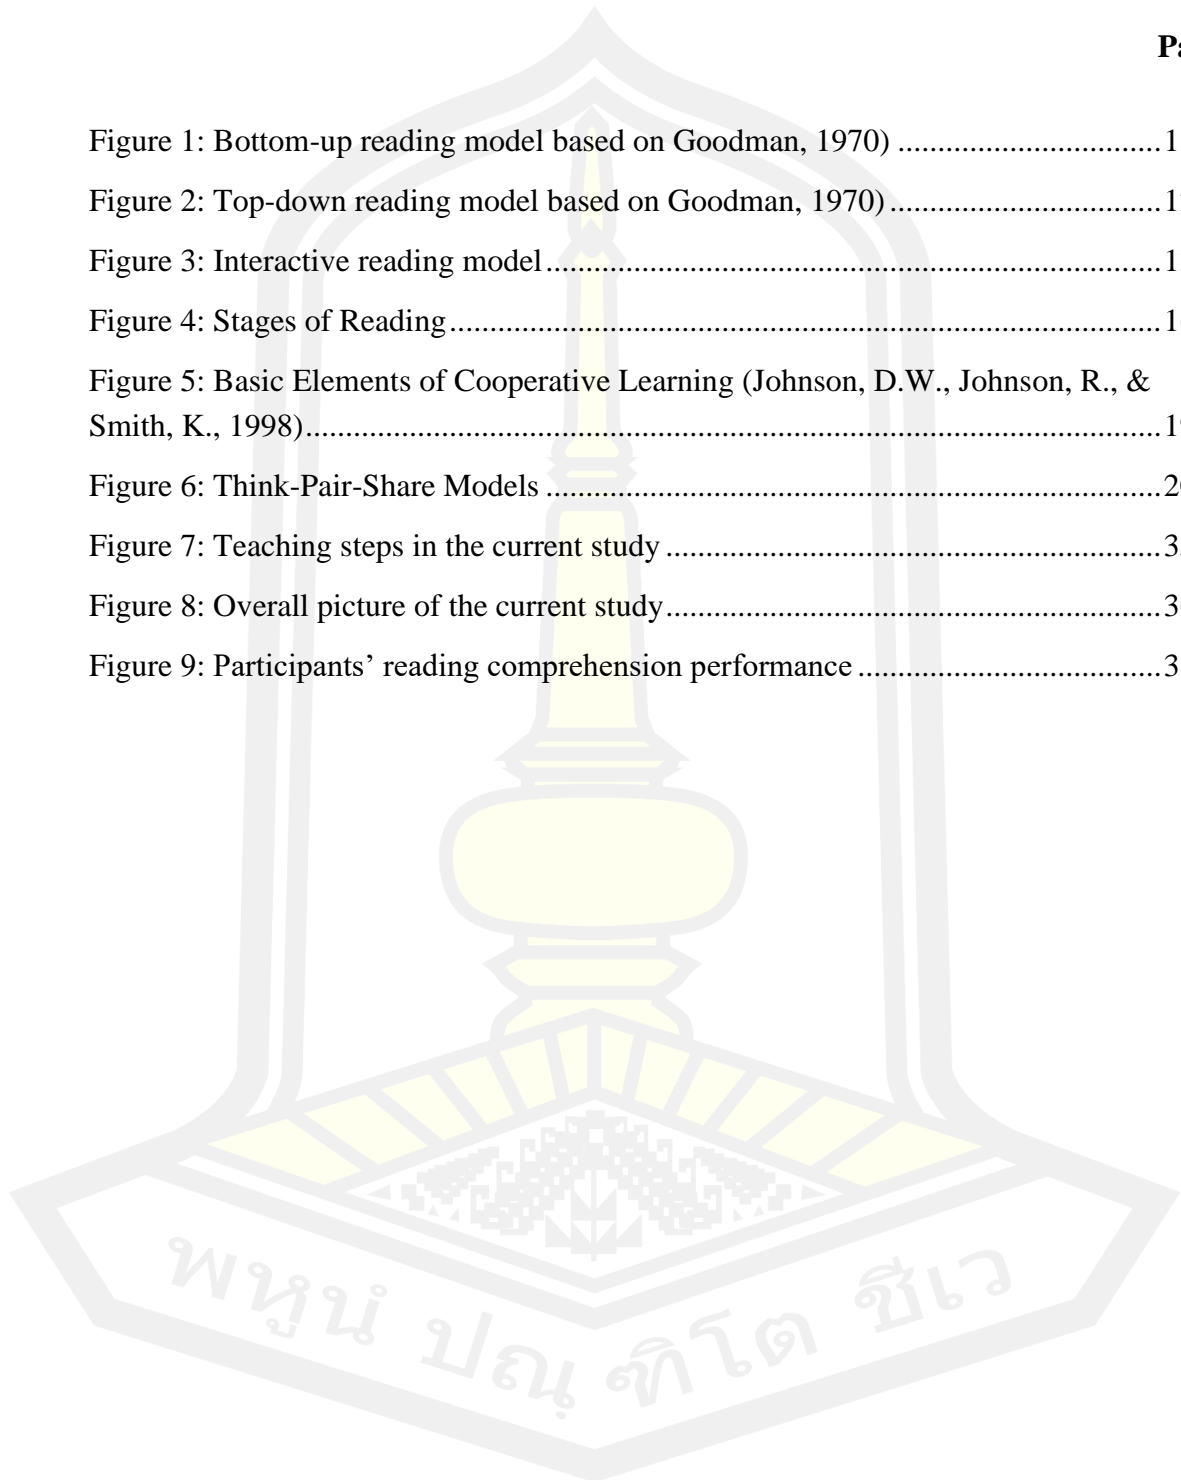 Pa
Figure 1: Bottom-up reading model based on Goodman, 1970) ................................1
Figure 2: Top-down reading model based on Goodman, 1970) .................................1
Figure 3: Interactive reading model ...........................................................................1
Figure 4: Stages of Reading .......................................................................................1
Figure 5: Basic Elements of Cooperative Learning (Johnson, D.W., Johnson, R., &
Smith, K., 1998) ........................................................................................................1
Figure 6: Think-Pair-Share Models ...........................................................................2
Figure 7: Teaching steps in the current study .............................................................3
Figure 8: Overall picture of the current study .............................................................3
Figure 9: Participants’ reading comprehension performance .....................................3
พหูนํ ปณฺฑิโต ชีเว